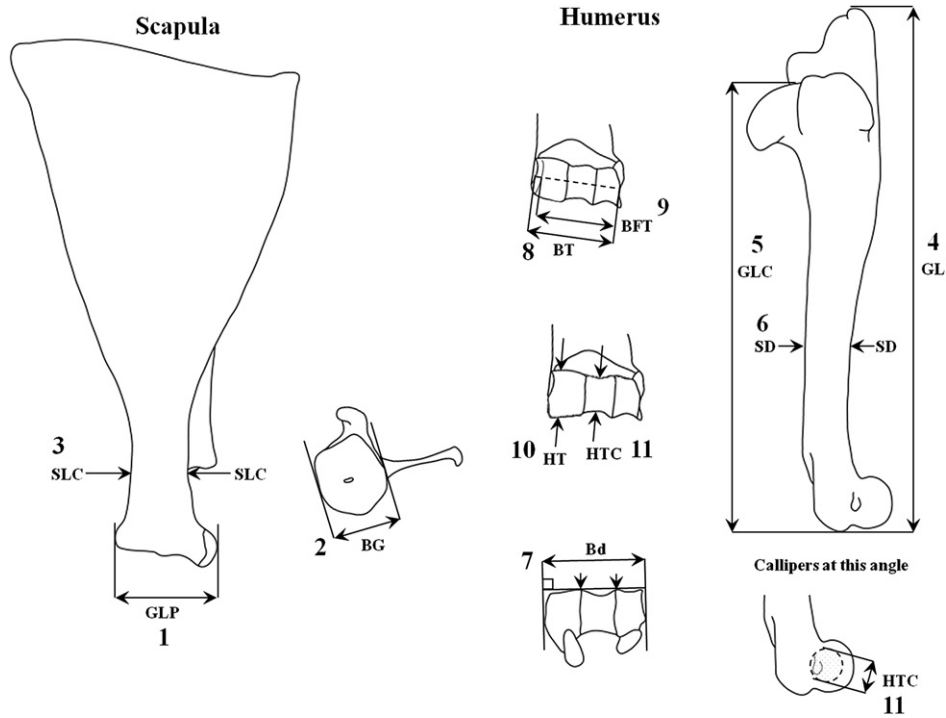 Scapula
Humerus
9
BFT
8
BT
5
GLC
4
GL
6
SD
SD
3
SLC
SLC
10
HT
HTC
11
2
BG
7
Bd
GLP
1
Callipers at this angle
HTC
11